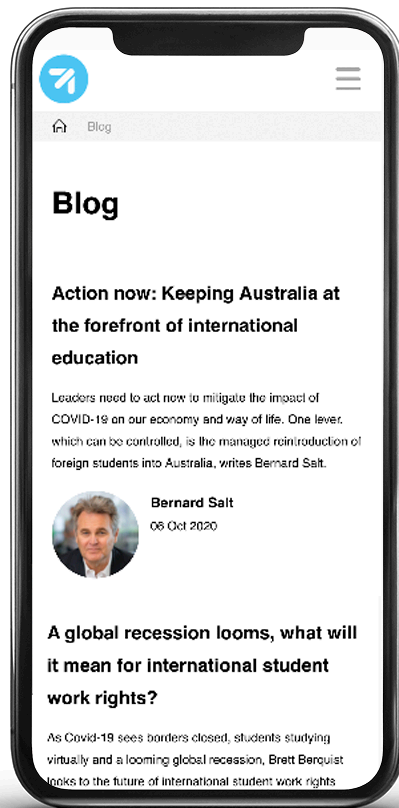 Blog
Blog
Action now: Keeping Australia at
the forefront of international
education
Leaders need to act now to mitigate the impact of
COVID-19 on our economy and way of life. One lever,
which can be controlled, is the managed reintroduction of
foreign students into Australia, writes Bernard Salt.
Bernard Salt
06 Oct 2020
A global recession looms, what will
it mean for international student
work rights?
As Covid-19 sees borders closed, students studying
virtually and a looming global recession, Brett Berquist
looks to the future of international student work rights